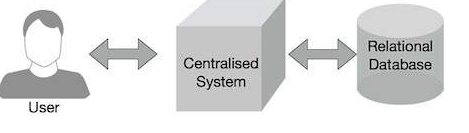 User
Centralised
System
Relational
Database